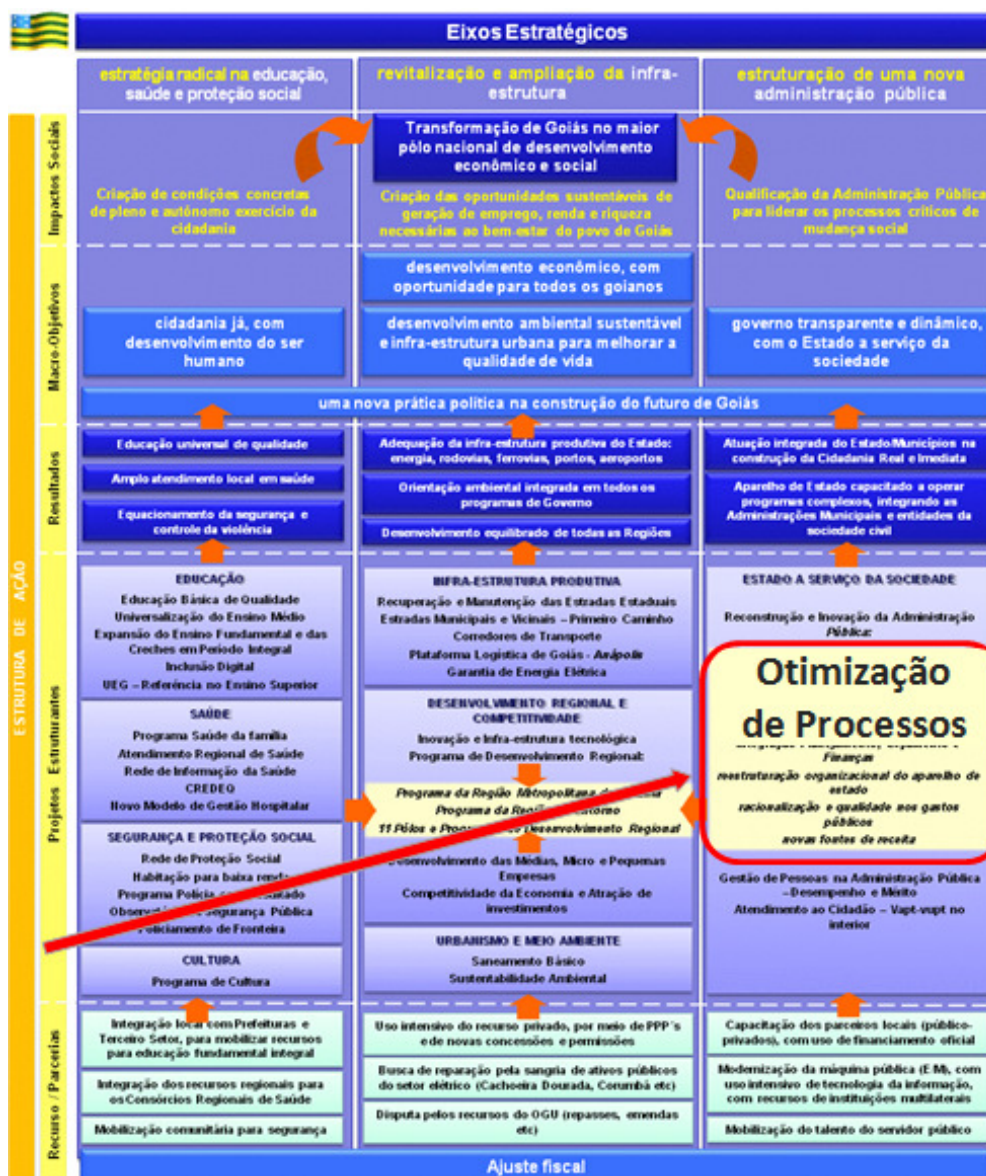 Eixos Estratégicos
estratégia radical na educação,
saúde e proteção social
revitalização e ampliação da infra-
estrutura
estruturação de uma nova
administração pública
ESTRUTURA DE AÇÃO
Impactos Sociais
Transformação de Goiás no maior
pólo nacional de desenvolvimento
econômico e social
Criação de condições concretas
de pleno e autônomo exercício da
cidadania
Criação das oportunidades sustentáveis de
geração de emprego, renda e riqueza
necessárias ao bem-estar do povo de Goiás
Qualificação da Administração Pública
para liderar os processos críticos de
mudança social
Macro-Objetivos
desenvolvimento econômico, com
oportunidade para todos os goianos
cidadania já, com
desenvolvimento do ser
humano
desenvolvimento ambiental sustentável
e infra-estrutura urbana para melhorar a
qualidade de vida
governo transparente e dinâmico,
com o Estado a serviço da
sociedade
uma nova prática política na construção do futuro de Goiás
Resultados
Educação universal de qualidade
Amplo atendimento local em saúde
Equacionamento da segurança e
controle da violência
Adequação da infra-estrutura produtiva do Estado:
energia, rodovias, ferrovias, portos, aeroportos
Orientação ambiental integrada em todos os
programas de Governo
Desenvolvimento equilibrado de todas as Regiões
Atuação integrada do Estado/Municípios na
construção da Cidadania Real e Imediata
Aparelho de Estado capacitado a operar
programas complexos, integrando as
Administrações Municipais e entidades da
sociedade civil
Projetos Estruturantes
EDUCAÇÃO
Educação Básica de Qualidade
Universalização do Ensino Médio
Expansão do Ensino Fundamental e das
Creches em Período Integral
Inclusão Digital
UEG – Referência no Ensino Superior
SAÚDE
Programa Saúde da família
Atendimento Regional de Saúde
Rede de Informação da Saúde
CREDEQ
Novo Modelo de Gestão Hospitalar
SEGURANÇA E PROTEÇÃO SOCIAL
Rede de Proteção Social
Habitação para baixa renda
Programa Polícia
Segurança Pública
Policiamento de Fronteira
CULTURA
Programa de Cultura
INFRA-ESTRUTURA PRODUTIVA
Recuperação e Manutenção das Estradas Estaduais
Estradas Municipais e Vicinais – Primeiro Caminho
Corredores de Transporte
Plataforma Logística de Goiás - Anápolis
Garantia de Energia Elétrica
DESENVOLVIMENTO REGIONAL E
COMPETITIVIDADE
Inovação e Infra-estrutura tecnológica
Programa de Desenvolvimento Regional:
Programa da Região Metropolitana
Programa da Região
11 Pólos e Desenvolvimento Regional
Desenvolvimento das Médias, Micro e Pequenas
Empresas
Competitividade da Economia e Atração de
investimentos
URBANISMO E MEIO AMBIENTE
Saneamento Básico
Sustentabilidade Ambiental
ESTADO A SERVIÇO DA SOCIEDADE
Reconstrução e Inovação da Administração
Pública:
Otimização
de Processos
Finanças
reestruturação organizacional do aparelho de
estado
racionalização e qualidade nos gastos
públicos
novas fontes de receita
Gestão de Pessoas na Administração Pública
– Desempenho e Mérito
Atendimento ao Cidadão – Vapt-vupt no
interior
Recurso / Parcerias
Integração local com Prefeituras e
Terceiro Setor, para mobilizar recursos
para educação fundamental integral
Integração dos recursos regionais para
os Consórcios Regionais de Saúde
Mobilização comunitária para segurança
Uso intensivo do recurso privado, por meio de PPP´s
e de novas concessões e permissões
Busca de reparação pela sangria de ativos públicos
do setor elétrico (Cachoeira Dourada, Corumbá etc)
Disputa pelos recursos do OGU (repasses, emendas
etc)
Capacitação dos parceiros locais (público-
privados), com uso de financiamento oficial
Modernização da máquina pública (E M), com
uso intensivo de tecnologia da informação,
com recursos de instituições multilaterais
Mobilização do talento do servidor público
Ajuste fiscal